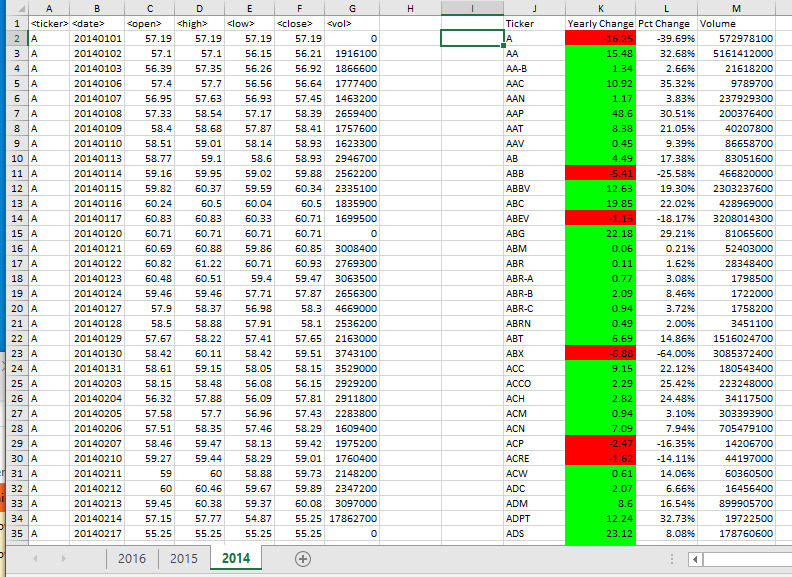 A B C D E F G H I J K L M
1 <ticker> <date> <open> <high> <low> <close> <vol> Ticker Yearly Change Pct Change Volume
2 A 20140101 57.19 57.19 57.19 57.19 0 A -16.25 -39.69% 572978100
3 A 20140102 57.1 57.1 56.15 56.21 1916100 AA 15.48 32.68% 5161412000
4 A 20140103 56.39 57.35 56.26 56.92 1866600 AA-B 1.34 2.66% 21618200
5 A 20140106 57.4 57.7 56.56 56.64 1777400 AAC 10.92 35.32% 9789700
6 A 20140107 56.95 57.63 56.93 57.45 1463200 AAN 1.17 3.83% 237929300
7 A 20140108 57.33 58.54 57.17 58.39 2659400 AAP 48.6 30.51% 200376400
8 A 20140109 58.4 58.68 57.87 58.41 1757600 AAT 8.38 21.05% 40207800
9 A 20140110 58.51 59.01 58.14 58.93 1623300 AAV 0.45 9.39% 86658700
10 A 20140113 58.77 59.1 58.6 58.93 2946700 AB 4.49 17.38% 83051600
11 A 20140114 59.16 59.95 59.02 59.88 2562200 ABB -5.41 -25.58% 466820000
12 A 20140115 59.82 60.37 59.59 60.34 2335100 ABBV 12.63 19.30% 2303237600
13 A 20140116 60.24 60.5 60.04 60.5 1835900 ABC 19.85 22.02% 428969000
14 A 20140117 60.83 60.83 60.33 60.71 1699500 ABEV -1.13 -18.17% 3208014300
15 A 20140120 60.71 60.71 60.71 60.71 0 ABG 22.18 29.21% 81065600
16 A 20140121 60.69 60.88 59.86 60.85 3008400 ABM 0.06 0.21% 52403000
17 A 20140122 60.82 61.22 60.71 60.93 2769300 ABR 0.11 1.62% 28348400
18 A 20140123 60.48 60.51 59.4 59.47 3063500 ABR-A 0.77 3.08% 1798500
19 A 20140124 59.46 59.46 57.71 57.87 2656300 ABR-B 2.09 8.46% 1722000
20 A 20140127 57.9 58.37 56.98 58.3 4669000 ABR-C 0.94 3.72% 1758200
21 A 20140128 58.5 58.88 57.91 58.1 2536200 ABRN 0.49 2.00% 3451100
22 A 20140129 57.67 58.22 57.41 57.65 2163000 ABT 6.69 14.86% 1516024700
23 A 20140130 58.42 60.11 58.42 59.51 3743100 ABX -6.88 -64.00% 3085372400
24 A 20140131 58.61 59.15 58.05 58.15 3529000 ACC 9.15 22.12% 180543400
25 A 20140203 58.15 58.48 56.08 56.15 2929200 ACCO 2.29 25.42% 223248000
26 A 20140204 56.32 57.88 56.09 57.81 2911800 ACH 2.82 24.48% 34117500
27 A 20140205 57.58 57.7 56.96 57.43 2283800 ACM 0.94 3.10% 303393900
28 A 20140206 57.51 58.35 57.46 58.29 1609400 ACN 7.09 7.94% 705479100
29 A 20140207 58.46 59.47 58.13 59.42 1975200 ACP -2.47 -16.35% 14206700
30 A 20140210 59.27 59.44 58.29 59.01 1760400 ACRE -1.62 -14.11% 44197000
31 A 20140211 59 60 58.88 59.73 2148200 ACW 0.61 14.06% 60360500
32 A 20140212 60 60.46 59.67 59.89 2347200 ADC 2.07 6.66% 16456400
33 A 20140213 59.45 60.38 59.37 60.08 3097000 ADM 8.6 16.54% 899905700
34 A 20140214 57.15 57.77 54.87 55.25 17862700 ADPT 12.24 32.73% 19722500
35 A 20140217 55.25 55.25 55.25 55.25 0 ADS 23.12 8.08% 178760600
2016 2015 2014